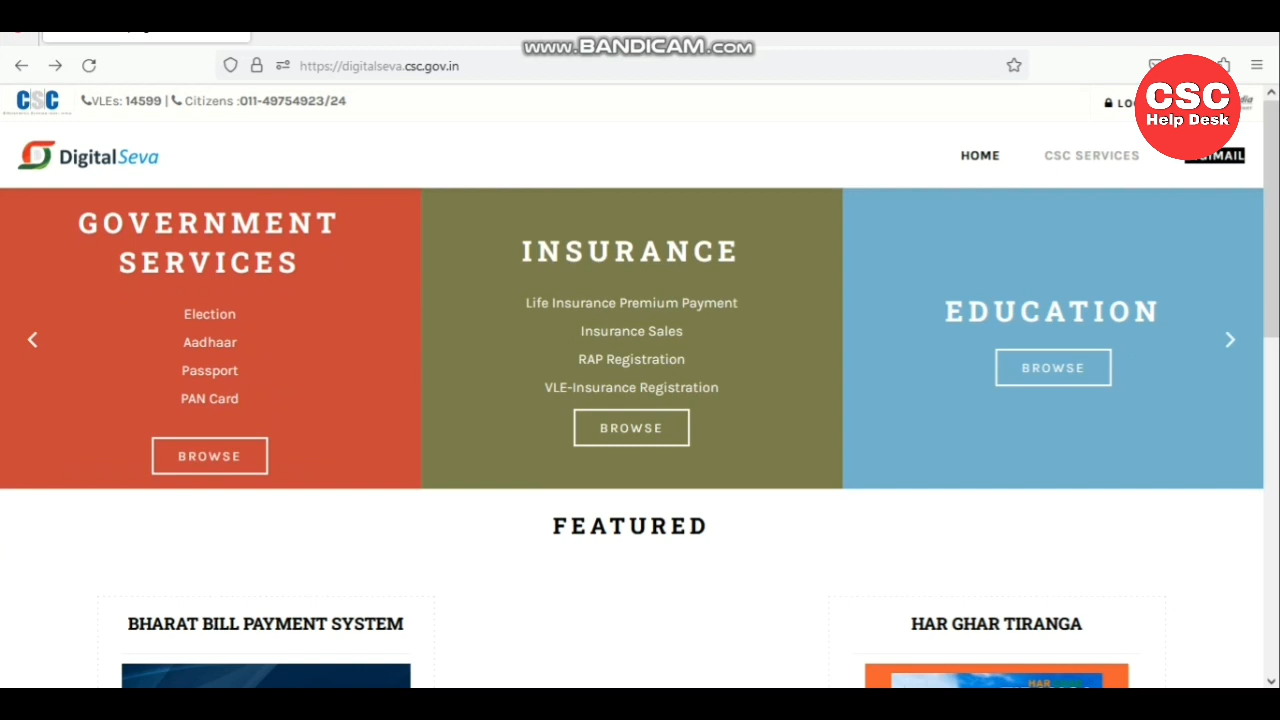 www.BANDICAM.com
https://digitalseva.csc.gov.in
CSC
VLEs: 14599 | Citizens :011-49754923/24
CSC
Help Desk
DigitalSeva
HOME
CSC SERVICES
GOVERNMENT
SERVICES
Election
Aadhaar
Passport
PAN Card
BROWSE
INSURANCE
Life Insurance Premium Payment
Insurance Sales
RAP Registration
VLE-Insurance Registration
BROWSE
EDUCATION
BROWSE
FEATURED
BHARAT BILL PAYMENT SYSTEM
HAR GHAR TIRANGA
HAR